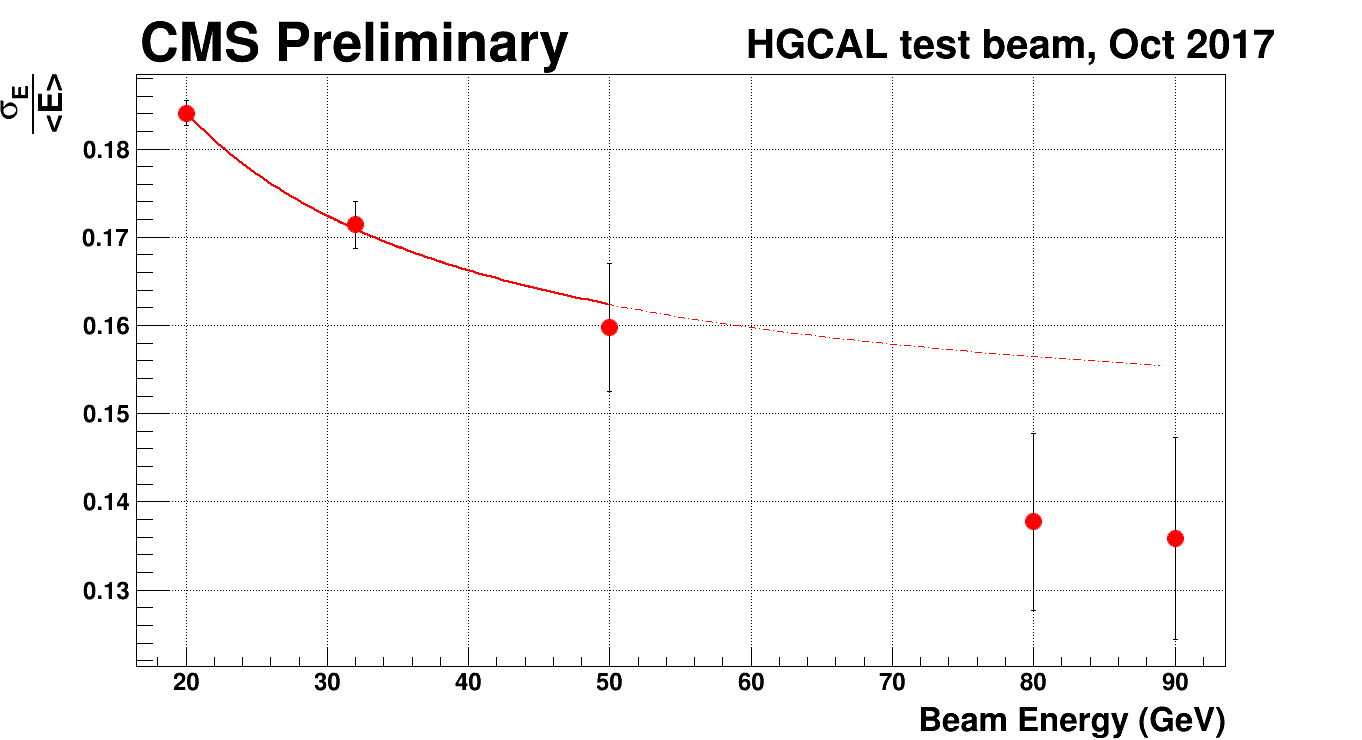 CMS Preliminary HGCAL test beam, Oct 2017
σE
<E>
0.18
0.17
0.16
0.15
0.14
0.13
20 30 40 50 60 70 80 90
Beam Energy (GeV)